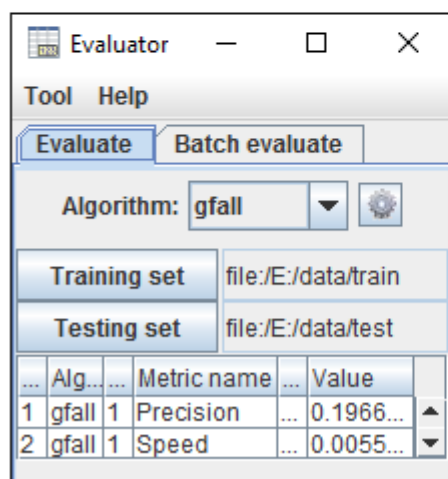 Evaluator
Tool Help
Evaluate Batch evaluate
Algorithm: gfall
Training set file:/E:/data/train
Testing set file:/E:/data/test
... Alg... ... Metric name ... Value
1 gfall 1 Precision ... 0.1966...
2 gfall 1 Speed ... 0.0055...